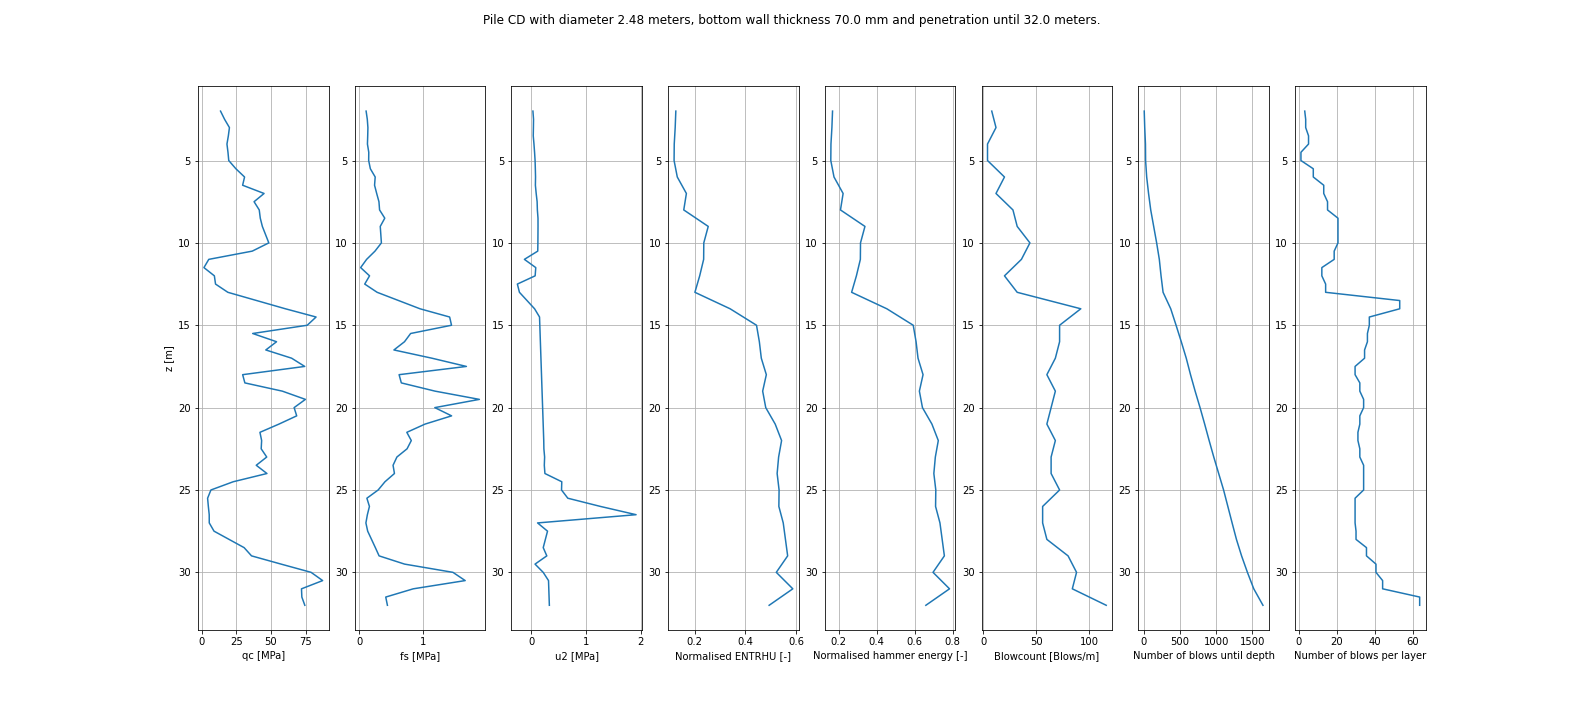 Pile CD with diameter 2.48 meters, bottom wall thickness 70.0 mm and penetration until 32.0 meters.
z [m]
5
10
15
20
25
30
0 25 50 75
qc [MPa]
5
10
15
20
25
30
0 1
fs [MPa]
5
10
15
20
25
30
0 1 2
u2 [MPa]
5
10
15
20
25
30
0.2 0.4 0.6
Normalised ENTRHU [-]
5
10
15
20
25
30
0.2 0.4 0.6 0.8
Normalised hammer energy [-]
5
10
15
20
25
30
0 50 100
Blowcount [Blows/m]
5
10
15
20
25
30
0 500 1000 1500
Number of blows until depth
5
10
15
20
25
30
0 20 40 60
Number of blows per layer